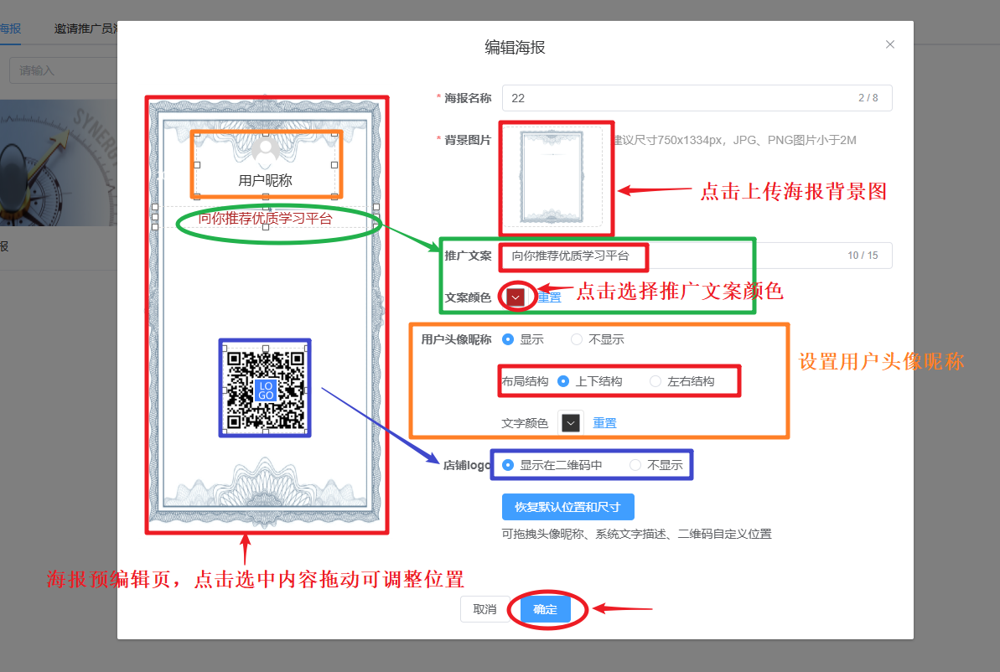 海报
邀请推广员海
请输入
SYNERGY
报
编辑海报
* 海报名称
22
2 / 8
* 背景图片
建议尺寸750x1334px，JPG、PNG图片小于2M
点击上传海报背景图
用户昵称
向你推荐优质学习平台
推广文案
向你推荐优质学习平台
10 / 15
文案颜色
重置
点击选择推广文案颜色
用户头像昵称
显示
不显示
设置用户头像昵称
布局结构
上下结构
左右结构
文字颜色
重置
LO
GO
店铺logo
显示在二维码中
不显示
恢复默认位置和尺寸
可拖拽头像昵称、系统文字描述、二维码自定义位置
海报预编辑页，点击选中内容拖动可调整位置
取消
确定